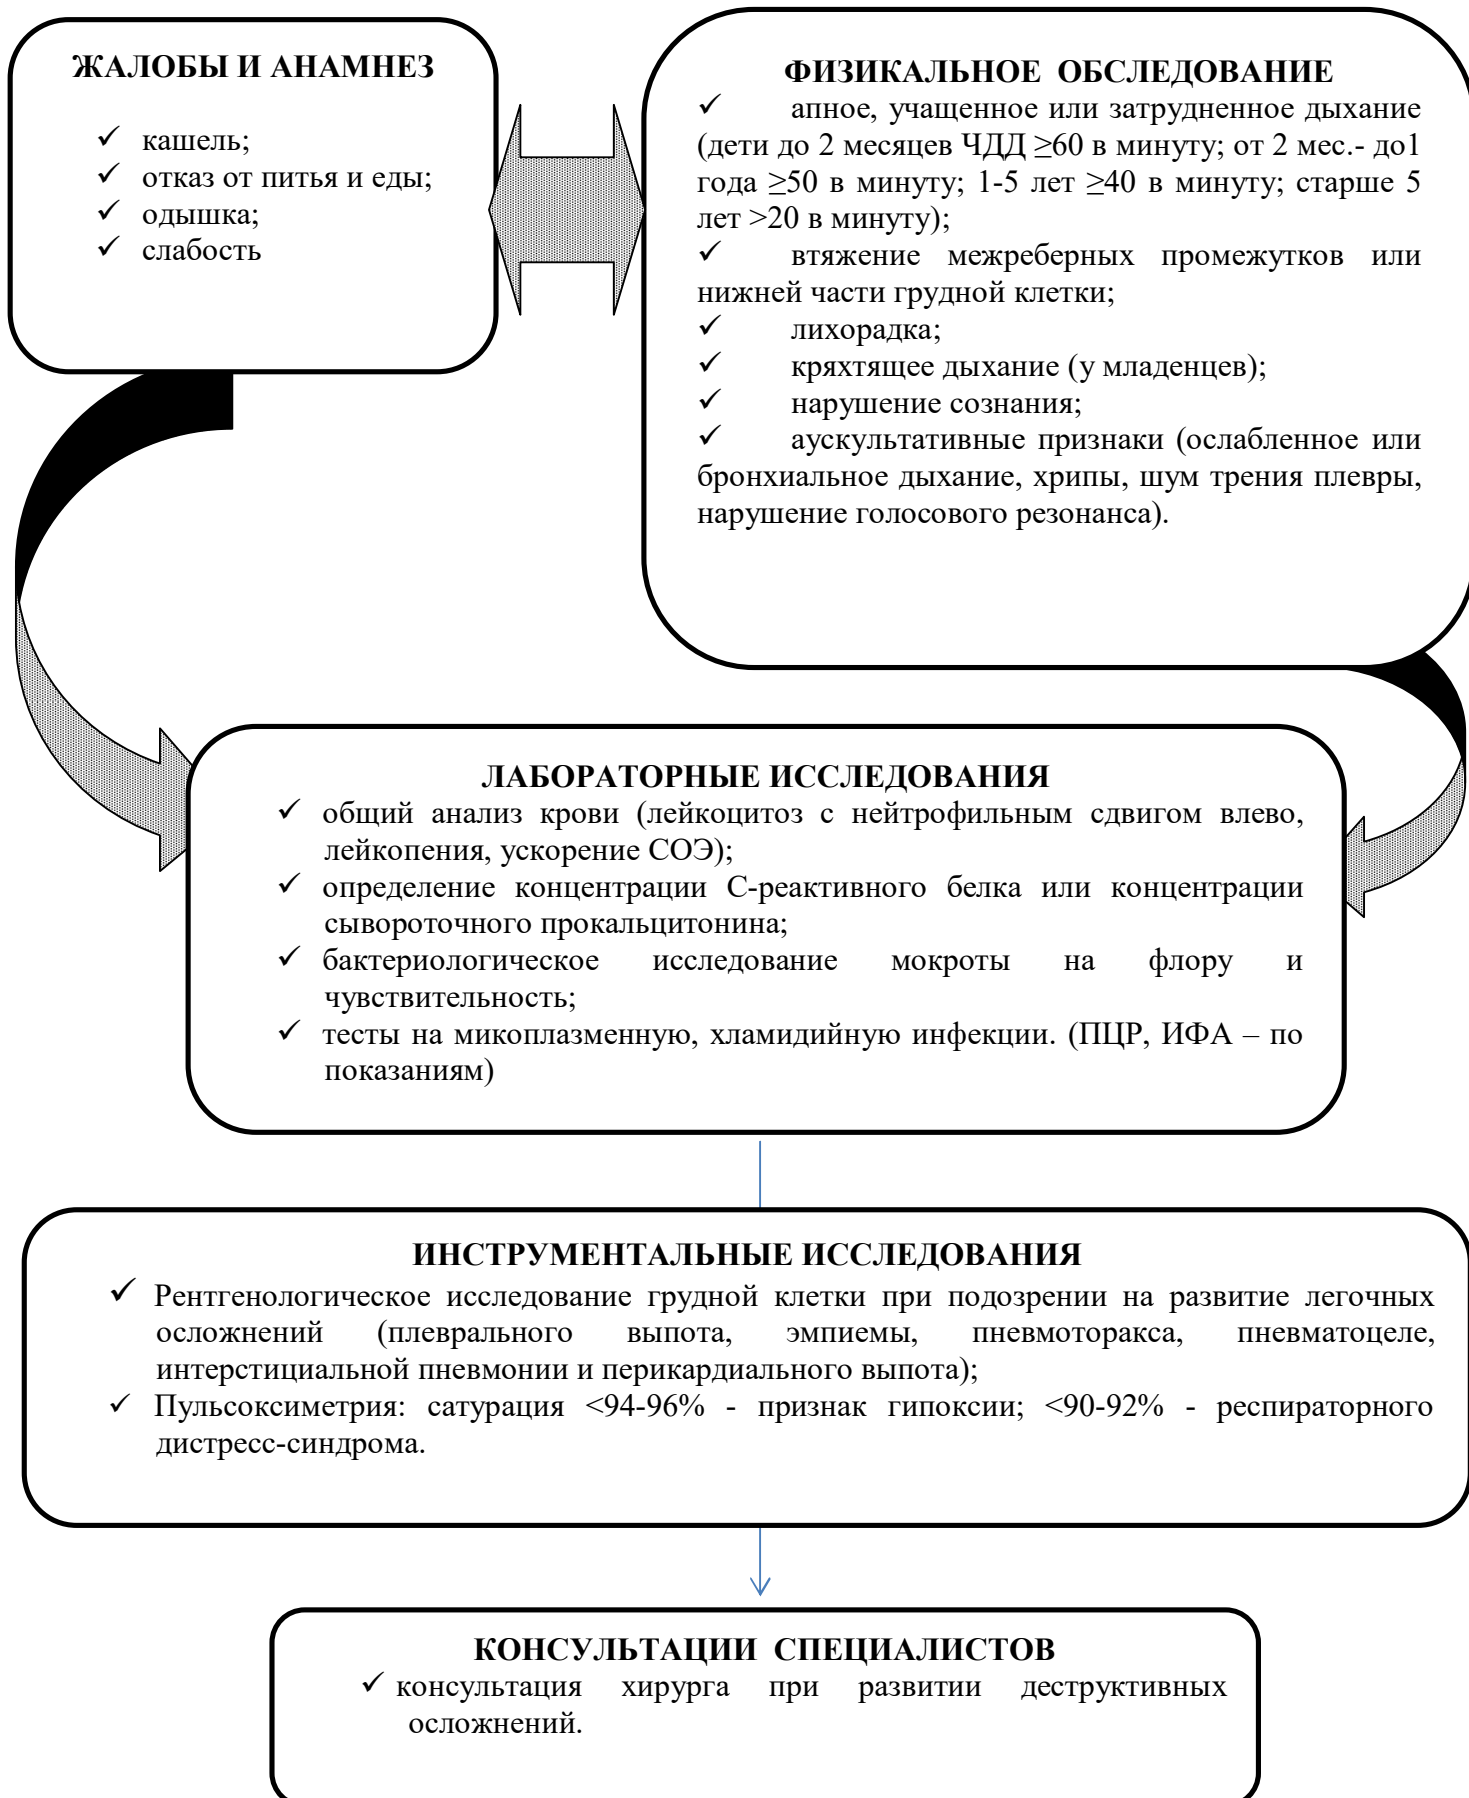 ЖАЛОБЫ И АНАМНЕЗ
✓ кашель;
✓ отказ от питья и еды;
✓ одышка;
✓ слабость
ФИЗИКАЛЬНОЕ ОБСЛЕДОВАНИЕ
✓ апное, учащенное или затрудненное дыхание
(дети до 2 месяцев ЧДД ≥60 в минуту; от 2 мес.- до1
года ≥50 в минуту; 1-5 лет ≥40 в минуту; старше 5
лет >20 в минуту);
✓ втяжение межреберных промежутков или
нижней части грудной клетки;
✓ лихорадка;
✓ кряхтящее дыхание (у младенцев);
✓ нарушение сознания;
✓ аускультативные признаки (ослабленное или
бронхиальное дыхание, хрипы, шум трения плевры,
нарушение голосового резонанса).
ЛАБОРАТОРНЫЕ ИССЛЕДОВАНИЯ
✓ общий анализ крови (лейкоцитоз с нейтрофильным сдвигом влево,
лейкопения, ускорение СОЭ);
✓ определение концентрации С-реактивного белка или концентрации
сывороточного прокальцитонина;
✓ бактериологическое исследование мокроты на флору и
чувствительность;
✓ тесты на микоплазменную, хламидийную инфекции. (ПЦР, ИФА – по
показаниям)
ИНСТРУМЕНТАЛЬНЫЕ ИССЛЕДОВАНИЯ
✓ Рентгенологическое исследование грудной клетки при подозрении на развитие легочных
осложнений (плеврального выпота, эмпиемы, пневмоторакса, пневматоцеле,
интерстициальной пневмонии и перикардиального выпота);
✓ Пульсоксиметрия: сатурация <94-96% - признак гипоксии; <90-92% - респираторного
дистресс-синдрома.
КОНСУЛЬТАЦИИ СПЕЦИАЛИСТОВ
✓ консультация хирурга при развитии деструктивных
осложнений.